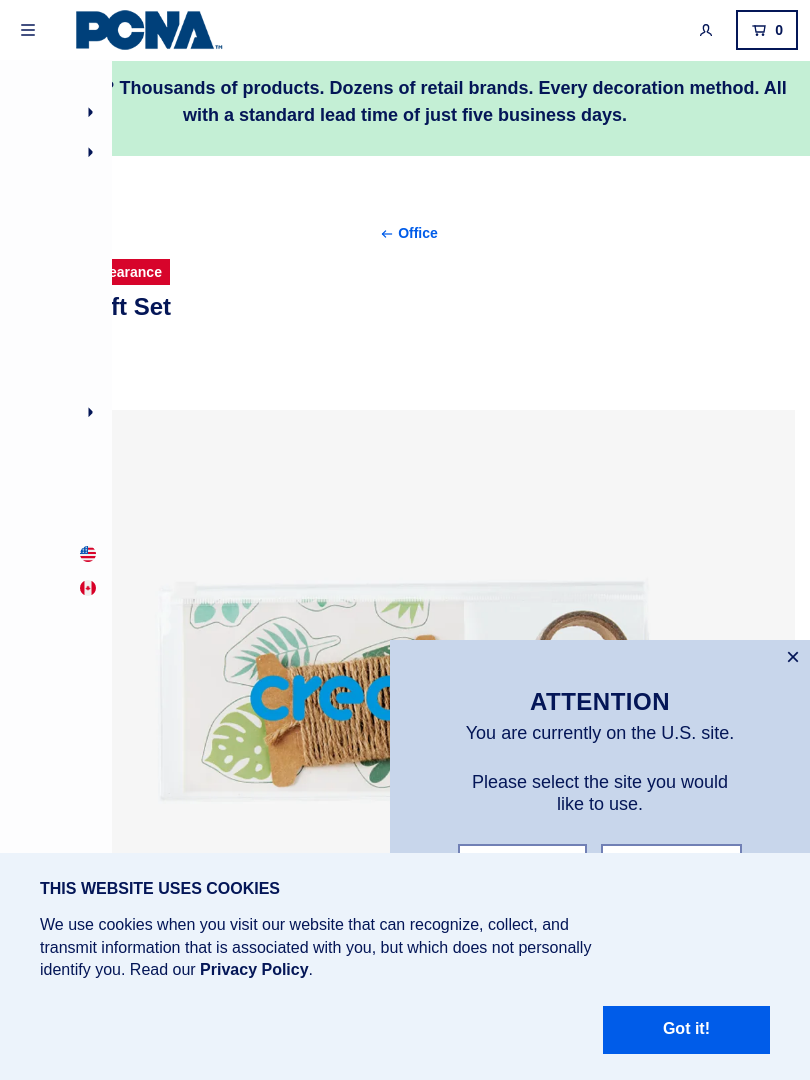 PCNA™
0
Thousands of products. Dozens of retail brands. Every decoration method. All
with a standard lead time of just five business days.
← Office
earance
ft Set
crea
ATTENTION
You are currently on the U.S. site.
Please select the site you would
like to use.
THIS WEBSITE USES COOKIES
We use cookies when you visit our website that can recognize, collect, and
transmit information that is associated with you, but which does not personally
identify you. Read our Privacy Policy.
Got it!